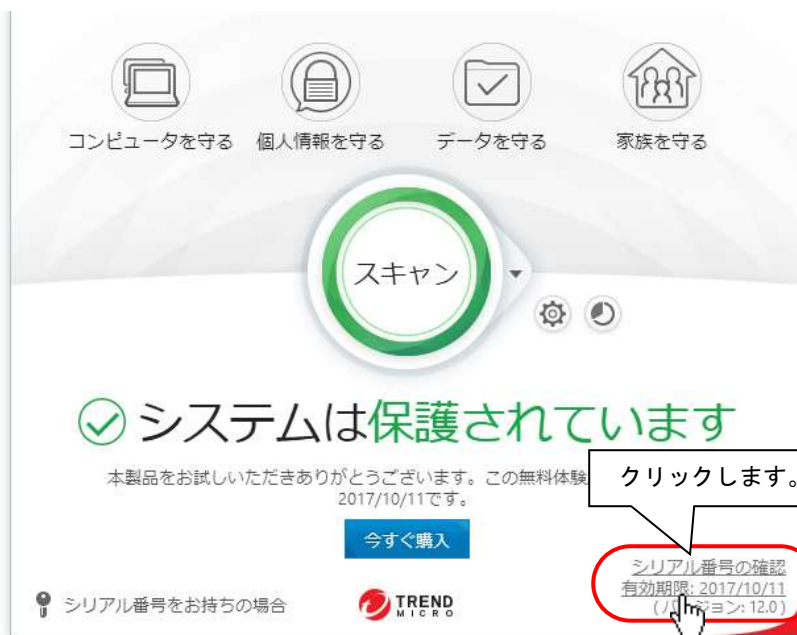 コンピュータを守る 個人情報を守る データを守る 家族を守る
スキャン
システムは保護されています
本製品をお試しいただきありがとうございます。この無料体験
2017/10/11です。
クリックします。
今すぐ購入
シリアル番号の確認
有効期限: 2017/10/11
ジョン: 12.0 )
シリアル番号をお持ちの場合
TREND
MICRO